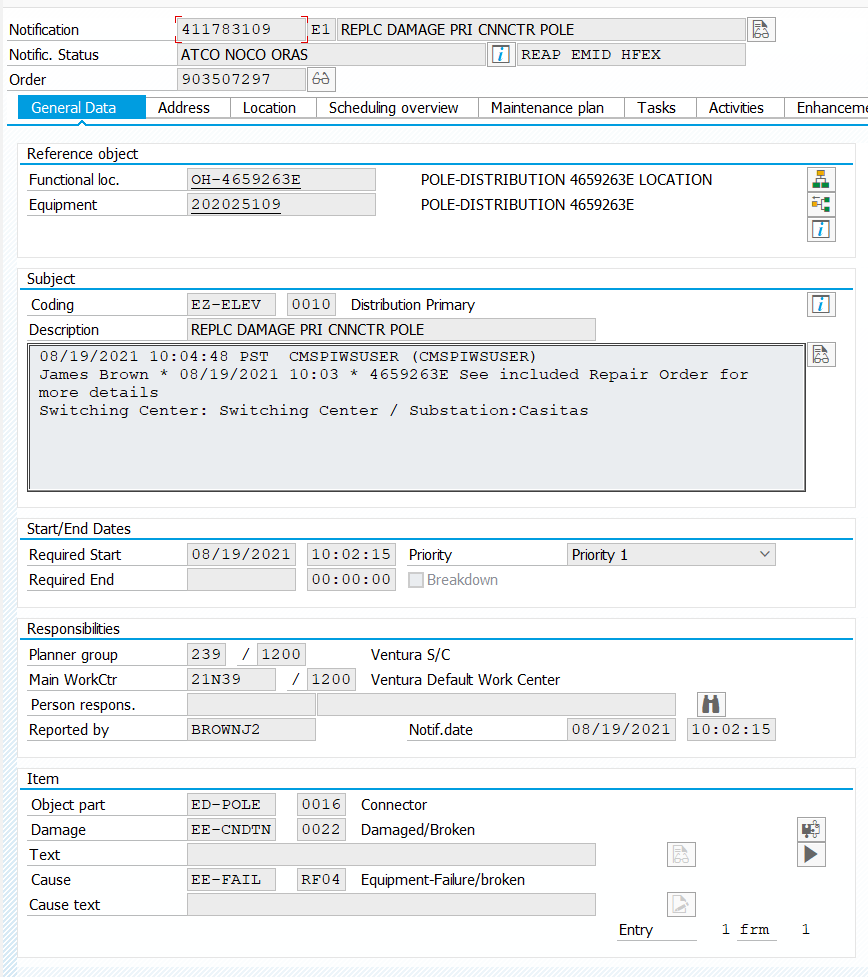 Notification 411783109 E1 REPLC DAMAGE PRI CNNCTR POLE
Notific. Status ATCO NOCO ORAS REAP EMID HFEX
Order 903507297
General Data Address Location Scheduling overview Maintenance plan Tasks Activities Enhanceme
Reference object
Functional loc. OH-4659263E POLE-DISTRIBUTION 4659263E LOCATION
Equipment 202025109 POLE-DISTRIBUTION 4659263E
Subject
Coding EZ-ELEV 0010 Distribution Primary
Description REPLC DAMAGE PRI CNNCTR POLE
08/19/2021 10:04:48 PST CMSPIWSUSER (CMSPIWSUSER)
James Brown * 08/19/2021 10:03 * 4659263E See included Repair Order for
more details
Switching Center: Switching Center / Substation:Casitas
Start/End Dates
Required Start 08/19/2021 10:02:15 Priority Priority 1
Required End 00:00:00 Breakdown
Responsibilities
Planner group 239 / 1200 Ventura S/C
Main WorkCtr 21N39 / 1200 Ventura Default Work Center
Person respons.
Reported by BROWNJ2 Notif.date 08/19/2021 10:02:15
Item
Object part ED-POLE 0016 Connector
Damage EE-CNDTN 0022 Damaged/Broken
Text
Cause EE-FAIL RF04 Equipment-Failure/broken
Cause text
Entry 1 frm 1